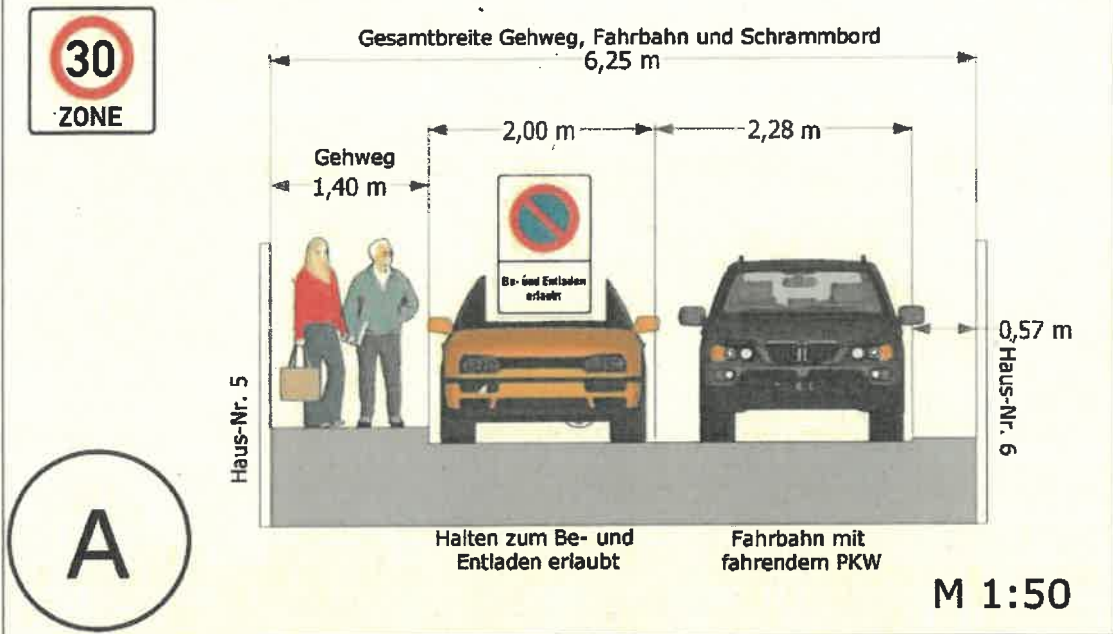 30
ZONE
Gesamtbreite Gehweg, Fahrbahn und Schrammbord
6,25 m
2,00 m
2,28 m
Gehweg
1,40 m
Be- und Entladen
erlaubt
0,57 m
Haus-Nr. 5
Haus-Nr. 6
A
Halten zum Be- und
Entladen erlaubt
Fahrbahn mit
fahrendem PKW
M 1:50